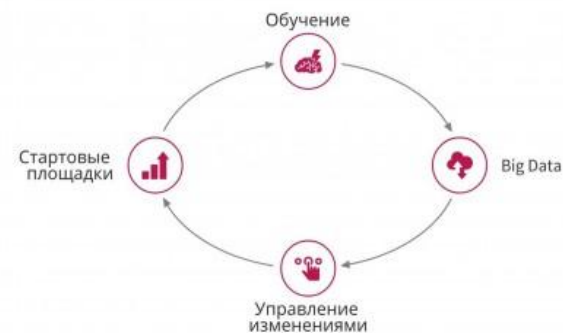 Обучение
Стартовые
площадки
Big Data
Управление
изменениями